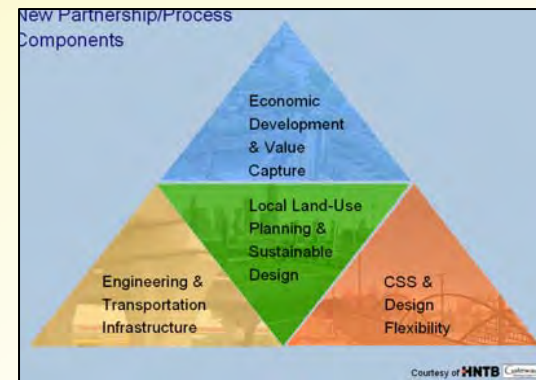 New Partnership/Process
Components
Economic
Development
& Value
Capture
Local Land-Use
Planning &
Sustainable
Design
Engineering &
Transportation
Infrastructure
CSS &
Design
Flexibility
Courtesy of HNTB Gateway